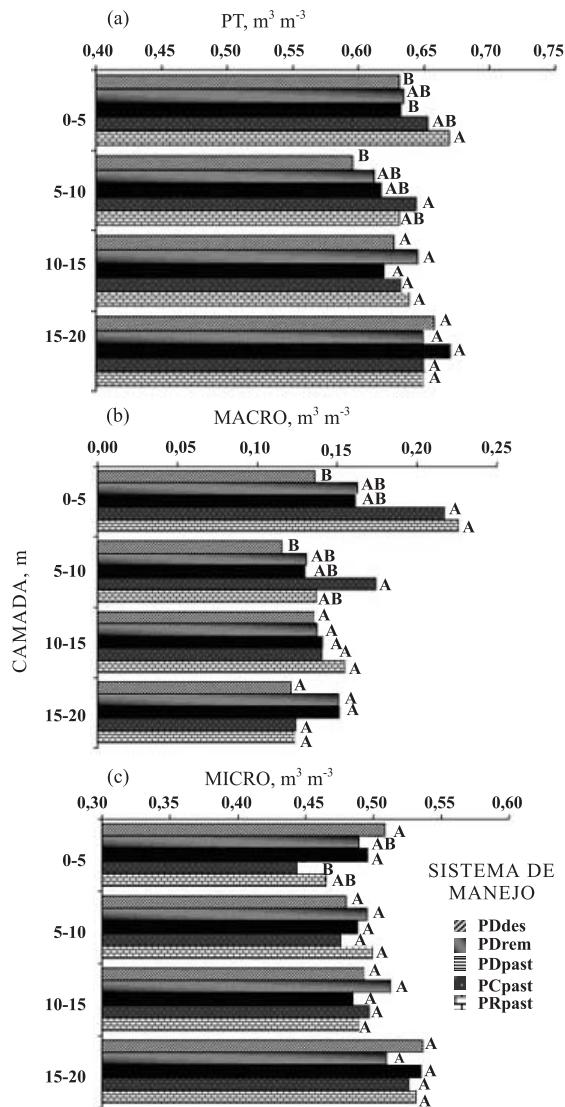 (a) PT, m³ m⁻³
0,40 0,45 0,50 0,55 0,60 0,65 0,70 0,75
B
AB
0-5 B
AB
A
B
AB
5-10 AB
A
AB
A
A
10-15 A
A
A
A
A
15-20 A
A
A
(b) MACRO, m³ m⁻³
0,00 0,05 0,10 0,15 0,20 0,25
B
AB
0-5 AB
A
A
B
AB
5-10 AB
A
AB
A
A
10-15 A
A
A
A
A
15-20 A
A
A
CAMADA, m
(c) MICRO, m³ m⁻³
0,30 0,35 0,40 0,45 0,50 0,55 0,60
A
AB
0-5 A
B
AB
A
A
5-10 A
A
A
A
A
10-15 A
A
A
A
A
15-20 A
A
A
SISTEMA DE
MANEJO
PDdes
PDrem
PDpast
PCpast
PRpast